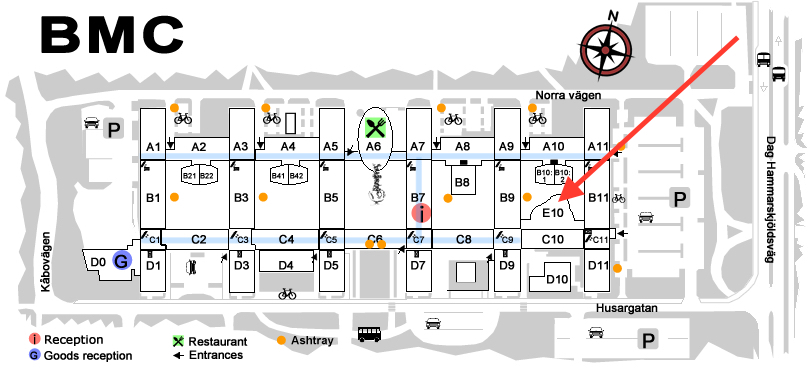 BMC
N
Norra vägen
P
A1 A2 A3 A4 A5 A6 A7 A8 A9 A10 A11
B21 B22
B41 B42
B10:1 B10:2
B8
B1 B3 B5 B7 B9 B11
P
i
E10
C1 C2 C3 C4 C5 C6 C7 C8 C9 C10 C11
D0 G D1 D3 D4 D5 D7 D9 D10 D11
Kåbovägen
Dag Hammarskjöldsväg
Husargatan
P
i Reception
G Goods reception
Restaurant
Entrances
Ashtray